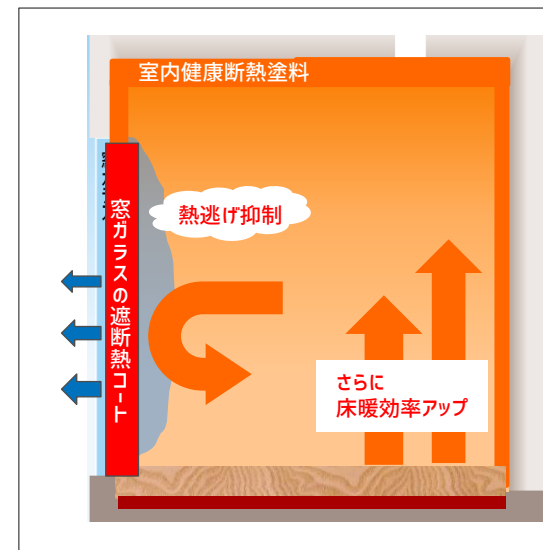 室内健康断熱塗料
窓ガラスの遮断熱コート
熱逃げ抑制
さらに
床暖効率アップ